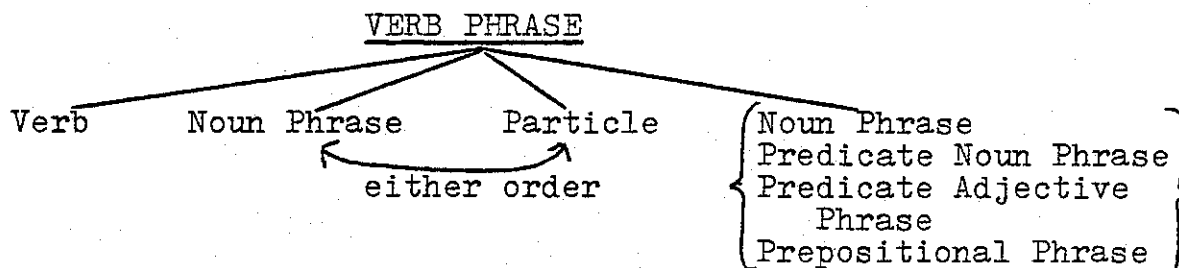 VERB PHRASE
Verb Noun Phrase Particle
either order
Noun Phrase
Predicate Noun Phrase
Predicate Adjective
Phrase
Prepositional Phrase